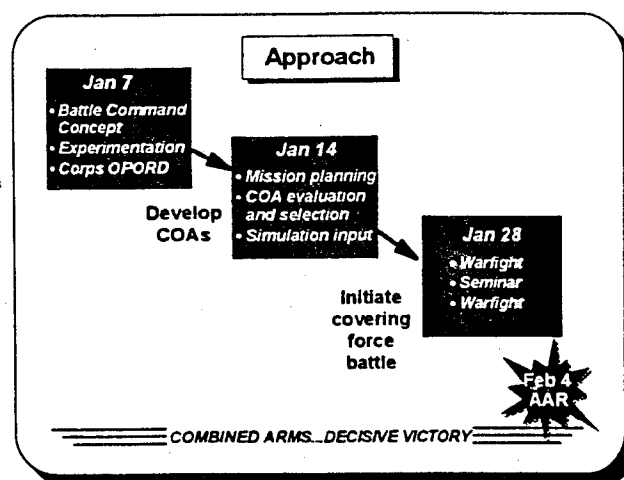 Approach
Jan 7
• Battle Command
Concept
• Experimentation
• Corps OPORD
Develop
COAs
Jan 14
• Mission planning
• COA evaluation
and selection
• Simulation input
Initiate
covering
force
battle
Jan 28
• Warfight
• Seminar
• Warfight
Feb 4
AAR
COMBINED ARMS...DECISIVE VICTORY